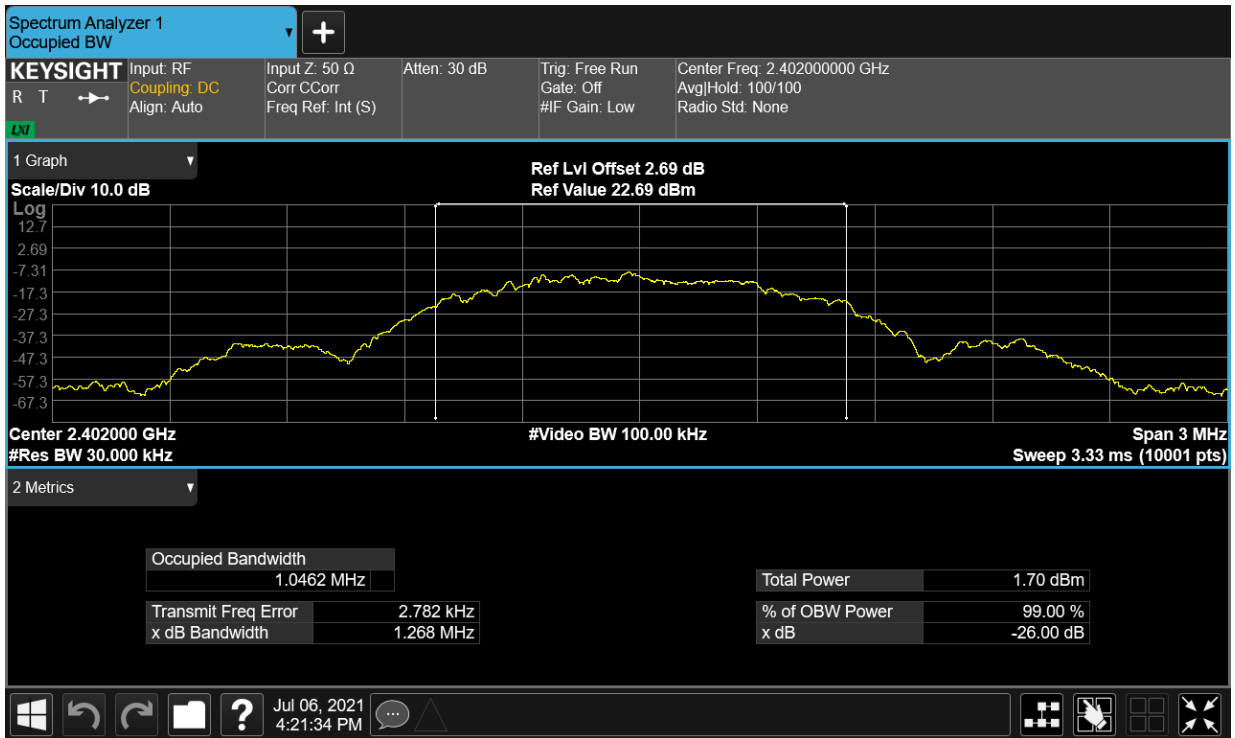 Spectrum Analyzer 1
Occupied BW
KEYSIGHT
R T
LXI
Input: RF
Coupling: DC
Align: Auto
Input Z: 50 Ω
Corr CCorr
Freq Ref: Int (S)
Atten: 30 dB
Trig: Free Run
Gate: Off
#IF Gain: Low
Center Freq: 2.402000000 GHz
Avg|Hold: 100/100
Radio Std: None
1 Graph
Scale/Div 10.0 dB
Ref Lvl Offset 2.69 dB
Ref Value 22.69 dBm
Log
12.7
2.69
-7.31
-17.3
-27.3
-37.3
-47.3
-57.3
-67.3
Center 2.402000 GHz
#Video BW 100.00 kHz
Span 3 MHz
#Res BW 30.000 kHz
Sweep 3.33 ms (10001 pts)
2 Metrics
Occupied Bandwidth
1.0462 MHz
Total Power 1.70 dBm
Transmit Freq Error 2.782 kHz
% of OBW Power 99.00 %
x dB Bandwidth 1.268 MHz
x dB -26.00 dB
?
Jul 06, 2021
4:21:34 PM